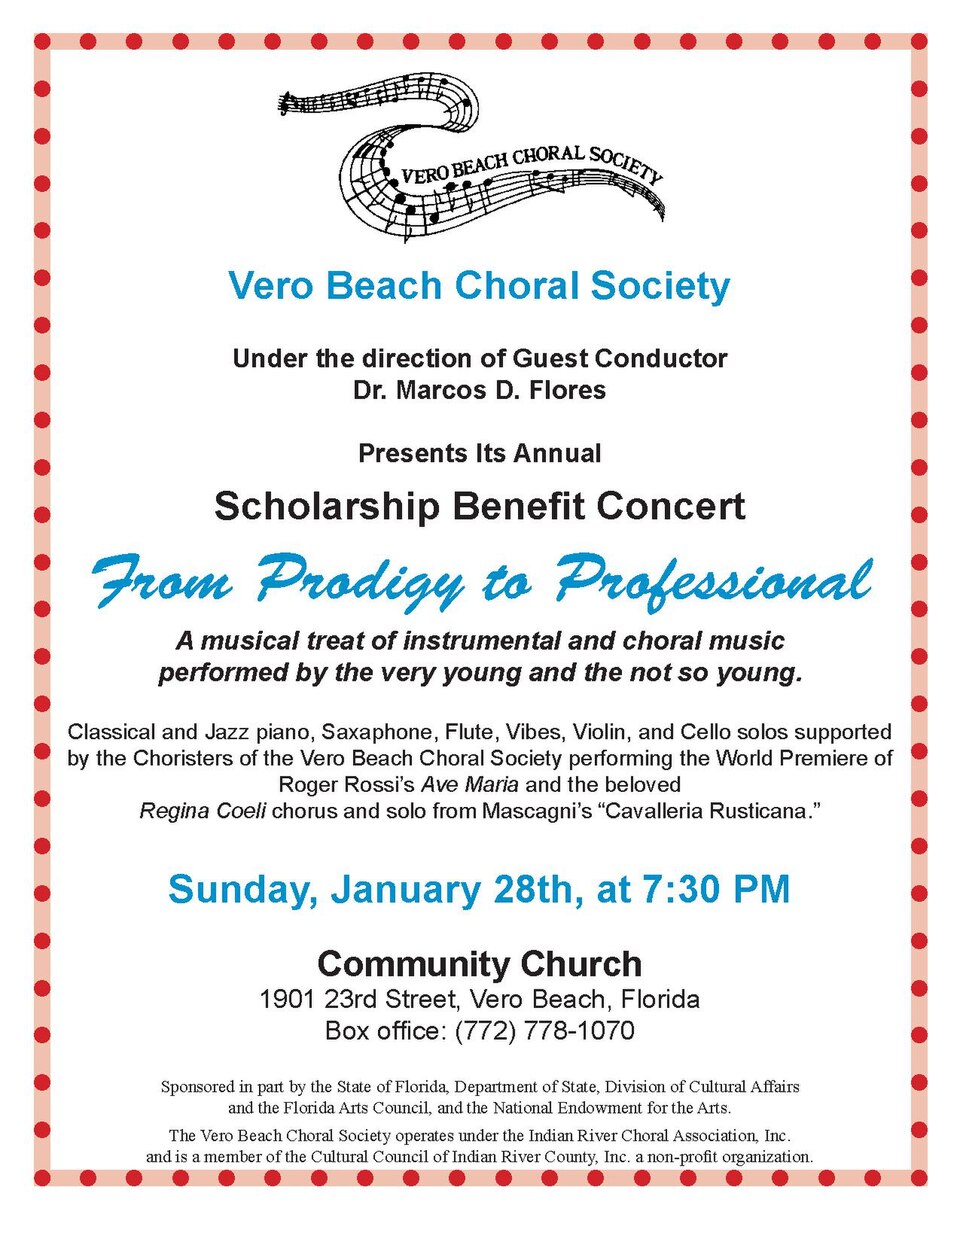 VERO BEACH CHORAL SOCIETY
Vero Beach Choral Society
Under the direction of Guest Conductor
Dr. Marcos D. Flores
Presents Its Annual
Scholarship Benefit Concert
From Prodigy to Professional
A musical treat of instrumental and choral music
performed by the very young and the not so young.
Classical and Jazz piano, Saxaphone, Flute, Vibes, Violin, and Cello solos supported
by the Choristers of the Vero Beach Choral Society performing the World Premiere of
Roger Rossi's Ave Maria and the beloved
Regina Coeli chorus and solo from Mascagni's “Cavalleria Rusticana.”
Sunday, January 28th, at 7:30 PM
Community Church
1901 23rd Street, Vero Beach, Florida
Box office: (772) 778-1070
Sponsored in part by the State of Florida, Department of State, Division of Cultural Affairs
and the Florida Arts Council, and the National Endowment for the Arts.
The Vero Beach Choral Society operates under the Indian River Choral Association, Inc.
and is a member of the Cultural Council of Indian River County, Inc. a non-profit organization.